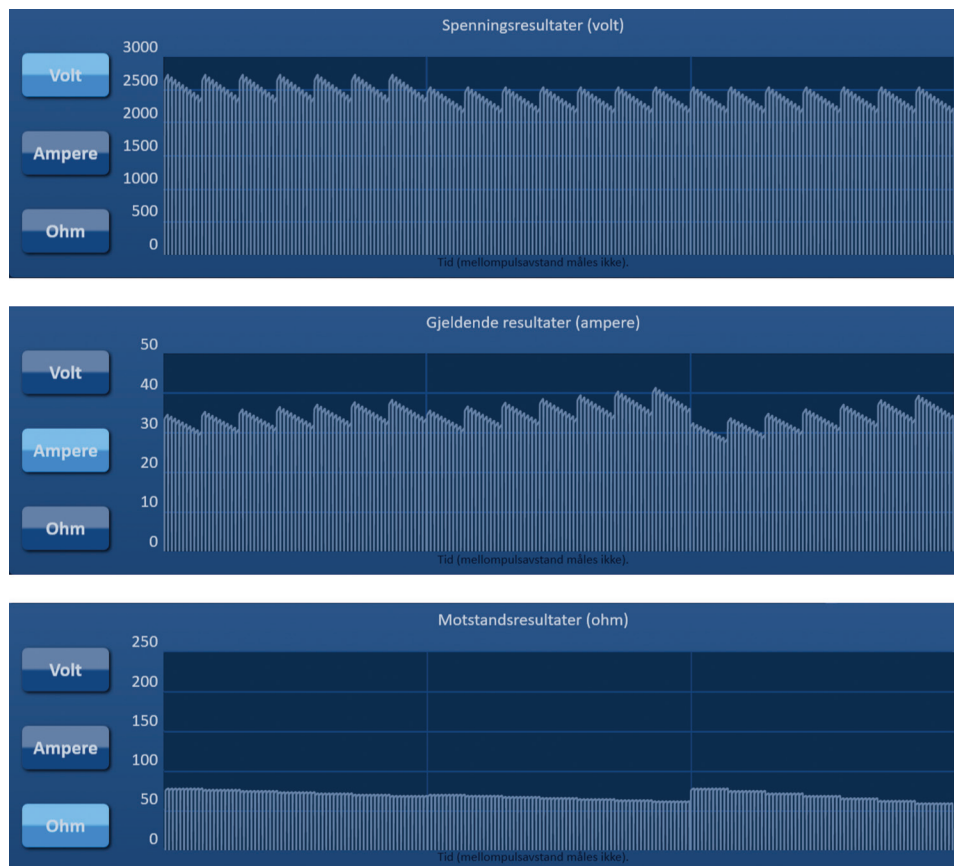 Spenningsresultater (volt)
3000
Volt
2500
2000
Ampere
1500
1000
500
Ohm
0
Tid (mellompulsavstand måles ikke).
Gjeldende resultater (ampere)
50
Volt
40
30
Ampere
20
10
Ohm
0
Tid (mellompulsavstand måles ikke).
Motstandsresultater (ohm)
250
Volt
200
150
Ampere
100
50
Ohm
0
Tid (mellompulsavstand måles ikke).